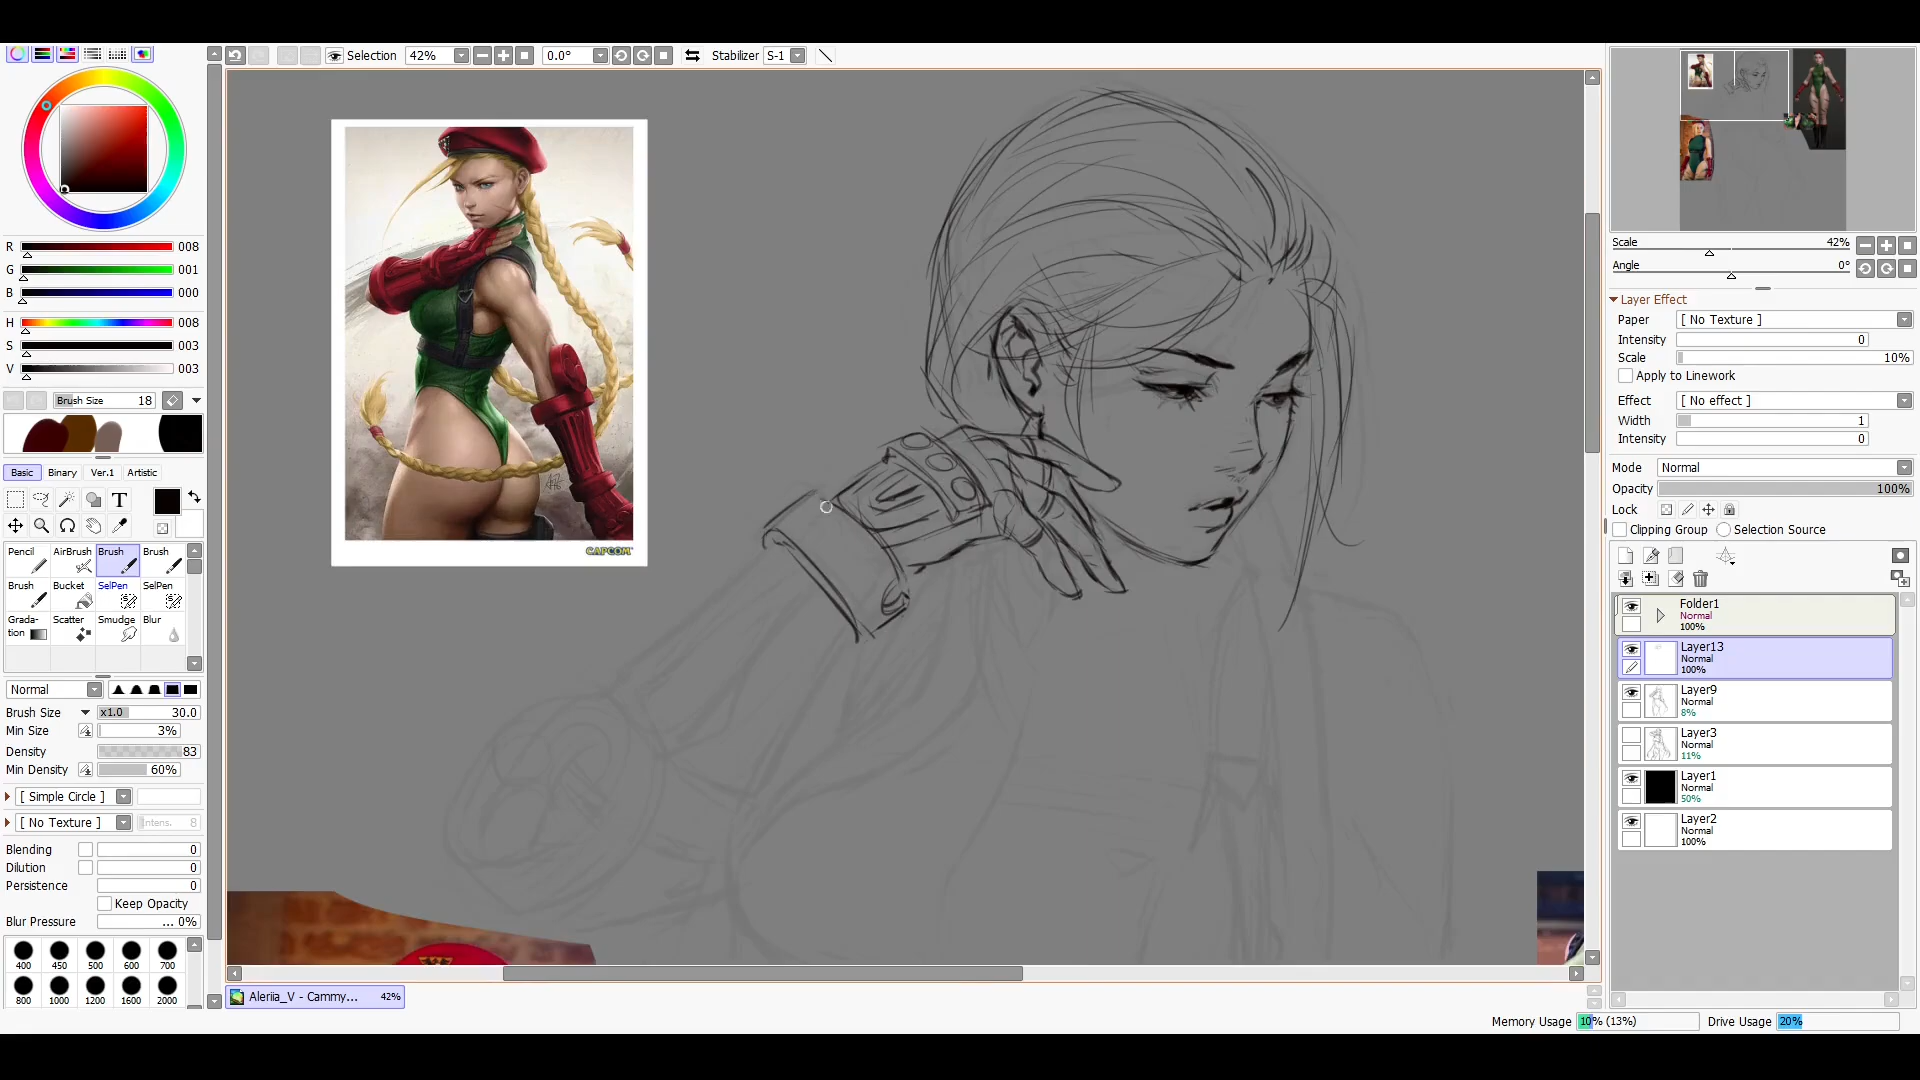 Selection 42% 0.0° Stabilizer S-1
R 008
G 001
B 000
H 008
S 003
V 003
Brush Size 18
Basic Binary Ver.1 Artistic
T
Pencil AirBrush Brush Brush
Brush Bucket SelPen SelPen
Grada-
tion Scatter Smudge Blur
Normal
Brush Size x1.0 30.0
Min Size 3%
Density 83
Min Density 60%
[ Simple Circle ]
[ No Texture ] Intens. 8
Blending 0
Dilution 0
Persistence 0
Keep Opacity
Blur Pressure ... 0%
400 450 500 600 700
800 1000 1200 1600 2000
CAPCOM
Aleriia_V - Cammy... 42%
Scale 42%
Angle 0°
Layer Effect
Paper [ No Texture ]
Intensity 0
Scale 10%
Apply to Linework
Effect [ No effect ]
Width 1
Intensity 0
Mode Normal
Opacity 100%
Lock
Clipping Group Selection Source
Folder1
Normal
100%
Layer13
Normal
100%
Layer9
Normal
8%
Layer3
Normal
11%
Layer1
Normal
50%
Layer2
Normal
100%
Memory Usage 10% (13%) Drive Usage 20%